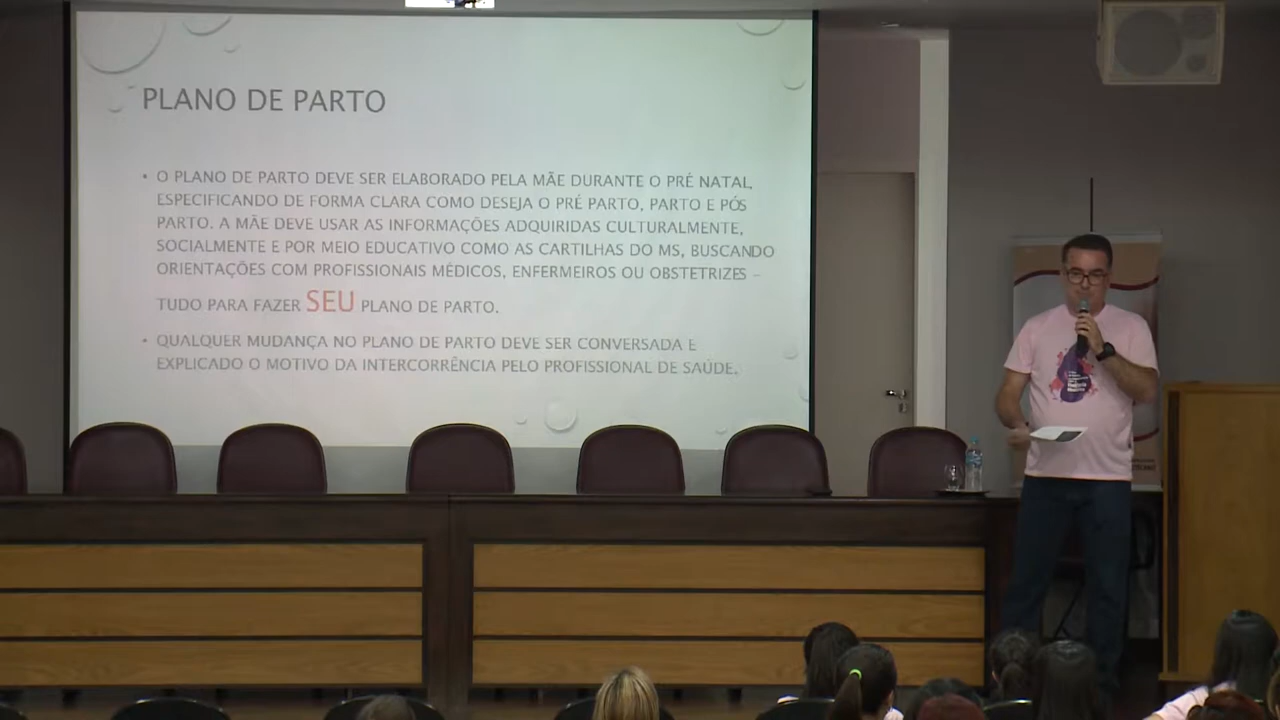 PLANO DE PARTO
• O PLANO DE PARTO DEVE SER ELABORADO PELA MÃE DURANTE O PRÉ NATAL,
ESPECIFICANDO DE FORMA CLARA COMO DESEJA O PRÉ PARTO, PARTO E PÓS
PARTO. A MÃE DEVE USAR AS INFORMAÇÕES ADQUIRIDAS CULTURALMENTE,
SOCIALMENTE E POR MEIO EDUCATIVO COMO AS CARTILHAS DO MS, BUSCANDO
ORIENTAÇÕES COM PROFISSIONAIS MÉDICOS, ENFERMEIROS OU OBSTETRIZES –
TUDO PARA FAZER SEU PLANO DE PARTO.
• QUALQUER MUDANÇA NO PLANO DE PARTO DEVE SER CONVERSADA E
EXPLICADO O MOTIVO DA INTERCORRÊNCIA PELO PROFISSIONAL DE SAÚDE.